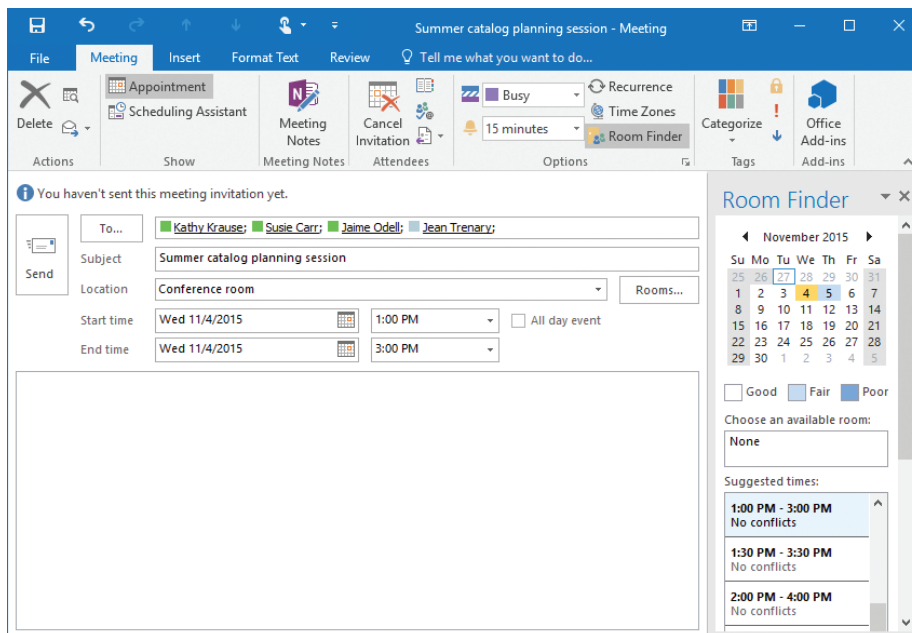 Summer catalog planning session - Meeting
File Meeting Insert Format Text Review Tell me what you want to do...
Delete
Actions
Appointment
Scheduling Assistant
Show
Meeting Notes
Meeting Notes
Cancel Invitation
Attendees
Busy
15 minutes
Recurrence
Time Zones
Room Finder
Options
Categorize
Tags
Office Add-ins
Add-ins
You haven't sent this meeting invitation yet.
Send
To... Kathy Krause; Susie Carr; Jaime Odell; Jean Trenary;
Subject Summer catalog planning session
Location Conference room Rooms...
Start time Wed 11/4/2015 1:00 PM All day event
End time Wed 11/4/2015 3:00 PM
Room Finder
November 2015
Su Mo Tu We Th Fr Sa
25 26 27 28 29 30 31
1 2 3 4 5 6 7
8 9 10 11 12 13 14
15 16 17 18 19 20 21
22 23 24 25 26 27 28
29 30 1 2 3 4 5
Good Fair Poor
Choose an available room:
None
Suggested times:
1:00 PM - 3:00 PM
No conflicts
1:30 PM - 3:30 PM
No conflicts
2:00 PM - 4:00 PM
No conflicts